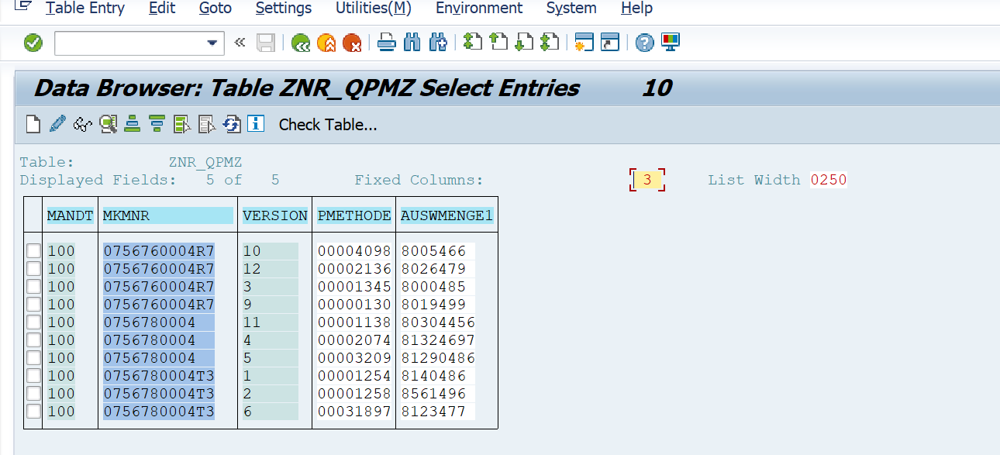 Table Entry Edit Goto Settings Utilities(M) Environment System Help
Data Browser: Table ZNR_QPMZ Select Entries 10
Check Table...
Table: ZNR_QPMZ
Displayed Fields: 5 of 5 Fixed Columns: 3 List Width 0250
MANDT MKMNR VERSION PMETHODE AUSWMENGE1
100 0756760004R7 10 00004098 8005466
100 0756760004R7 12 00002136 8026479
100 0756760004R7 3 00001345 8000485
100 0756760004R7 9 00000130 8019499
100 0756780004 11 00001138 80304456
100 0756780004 4 00002074 81324697
100 0756780004 5 00003209 81290486
100 0756780004T3 1 00001254 8140486
100 0756780004T3 2 00001258 8561496
100 0756780004T3 6 00031897 8123477